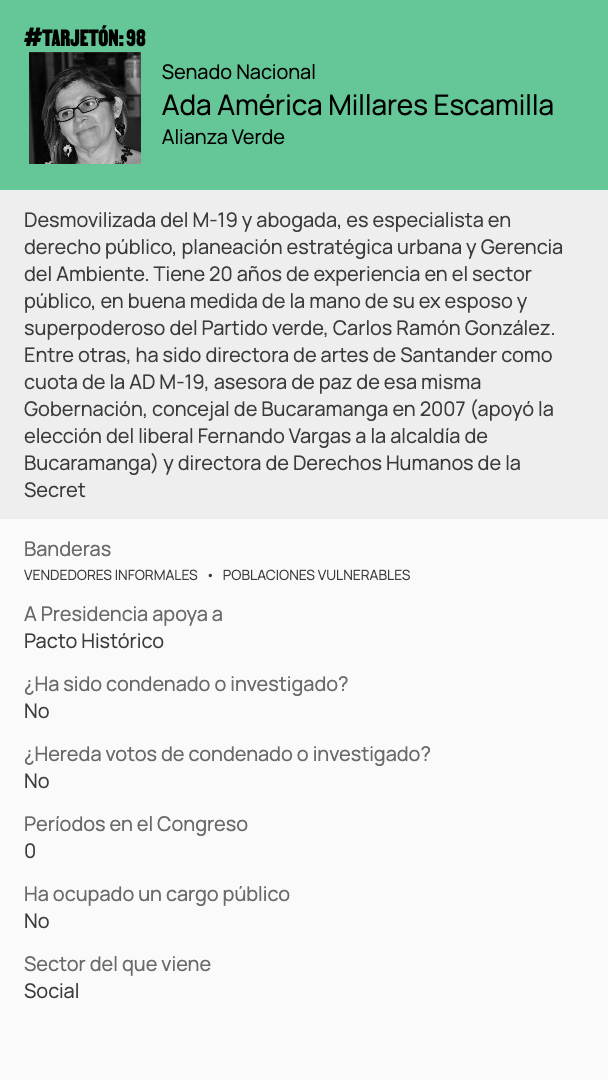 #TARJETÓN: 98
Senado Nacional
Ada América Millares Escamilla
Alianza Verde
Desmovilizada del M-19 y abogada, es especialista en
derecho público, planeación estratégica urbana y Gerencia
del Ambiente. Tiene 20 años de experiencia en el sector
público, en buena medida de la mano de su ex esposo y
superpoderoso del Partido verde, Carlos Ramón González.
Entre otras, ha sido directora de artes de Santander como
cuota de la AD M-19, asesora de paz de esa misma
Gobernación, concejal de Bucaramanga en 2007 (apoyó la
elección del liberal Fernando Vargas a la alcaldía de
Bucaramanga) y directora de Derechos Humanos de la
Secret
Banderas
VENDEDORES INFORMALES • POBLACIONES VULNERABLES
A Presidencia apoya a
Pacto Histórico
¿Ha sido condenado o investigado?
No
¿Hereda votos de condenado o investigado?
No
Períodos en el Congreso
0
Ha ocupado un cargo público
No
Sector del que viene
Social